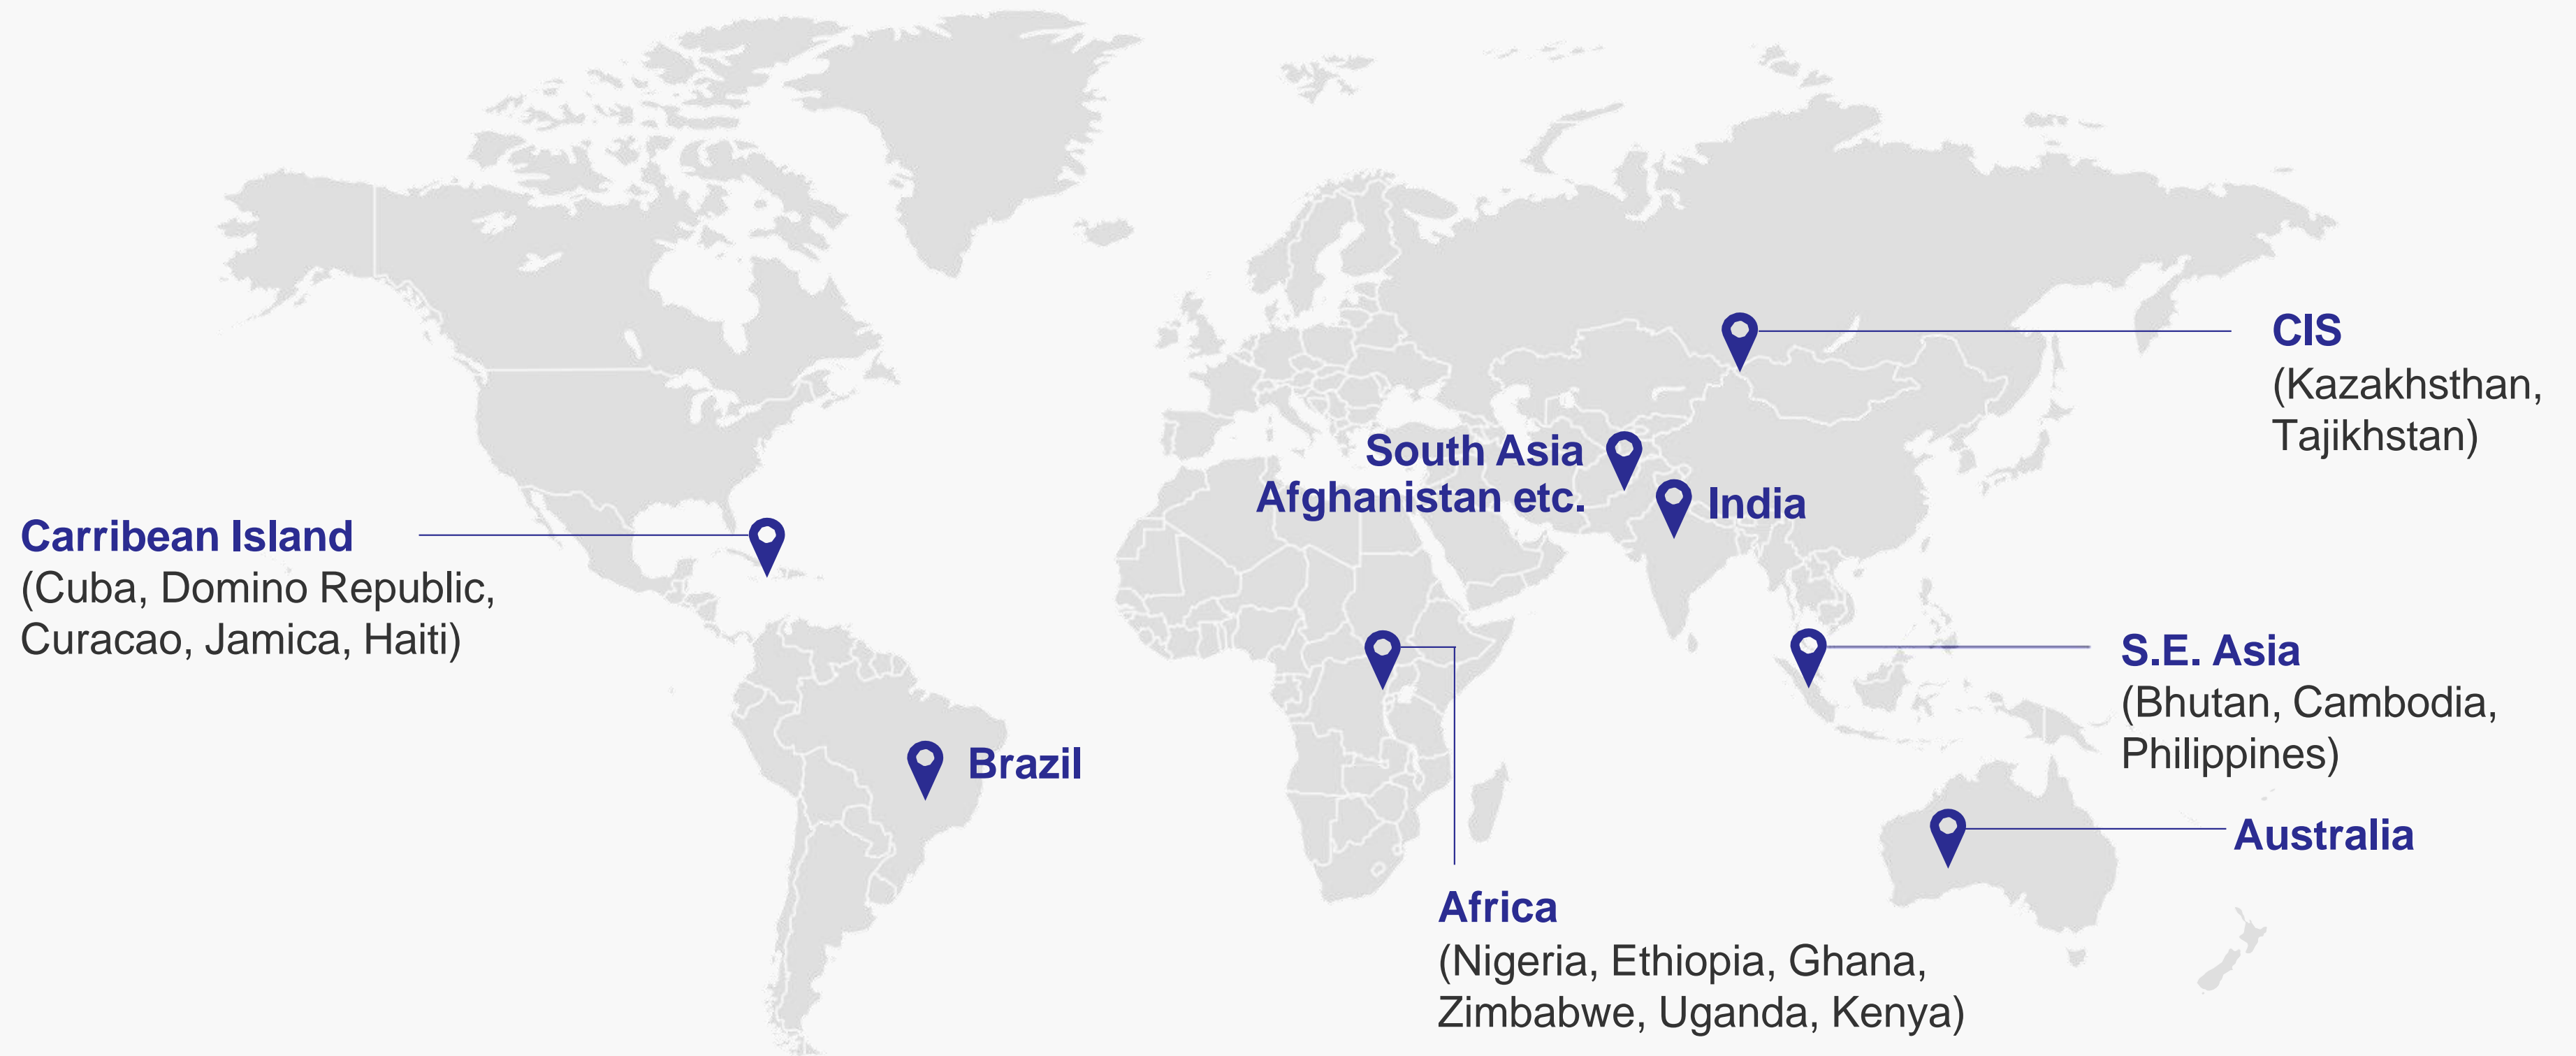 CIS
(Kazakhsthan,
Tajikhstan)
South Asia
Afghanistan etc.
India
Carribean Island
(Cuba, Domino Republic,
Curacao, Jamica, Haiti)
S.E. Asia
(Bhutan, Cambodia,
Philippines)
Brazil
Australia
Africa
(Nigeria, Ethiopia, Ghana,
Zimbabwe, Uganda, Kenya)